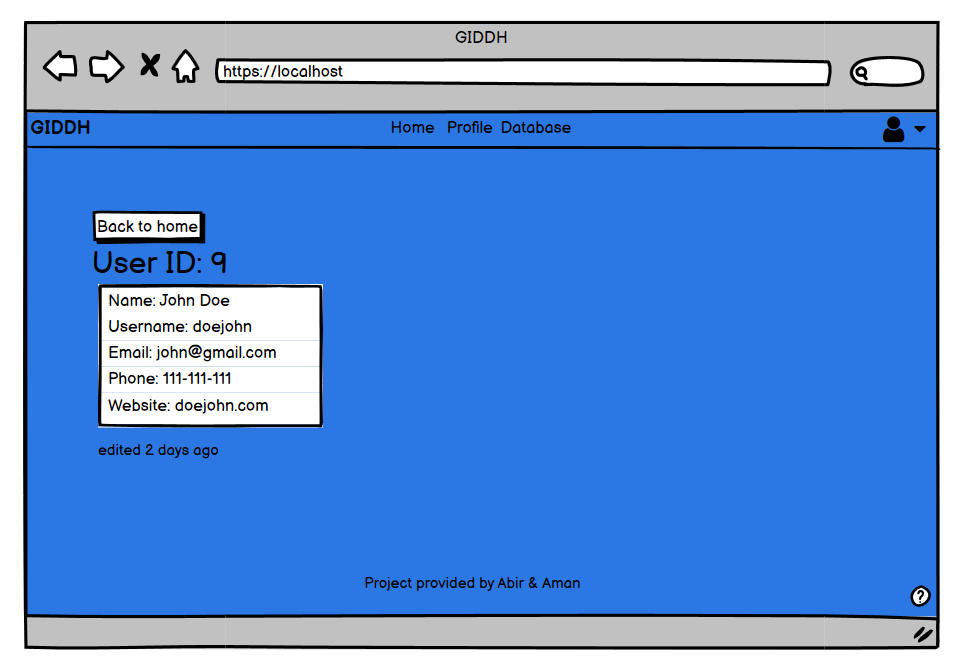 GIDDH
https://localhost
GIDDH
Home Profile Database
Back to home
User ID: 9
Name: John Doe
Username: doejohn
Email: john@gmail.com
Phone: 111-111-111
Website: doejohn.com
edited 2 days ago
Project provided by Abir & Aman
?